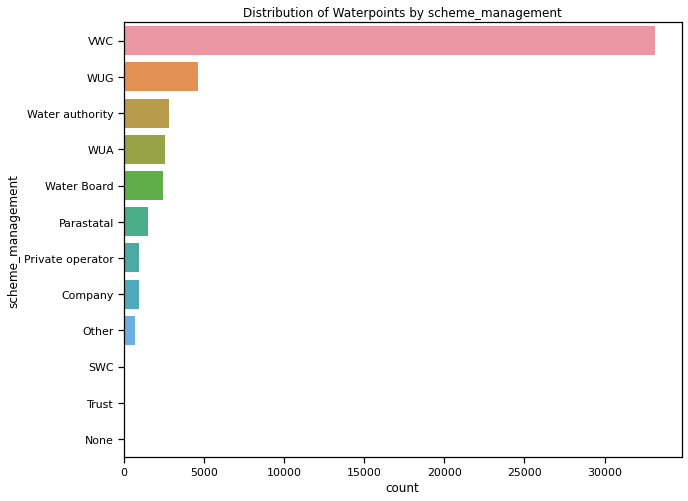 Distribution of Waterpoints by scheme_management
VWC
WUG
Water authority
WUA
Water Board
Parastatal
Private operator
Company
Other
SWC
Trust
None
scheme_management
0 5000 10000 15000 20000 25000 30000
count